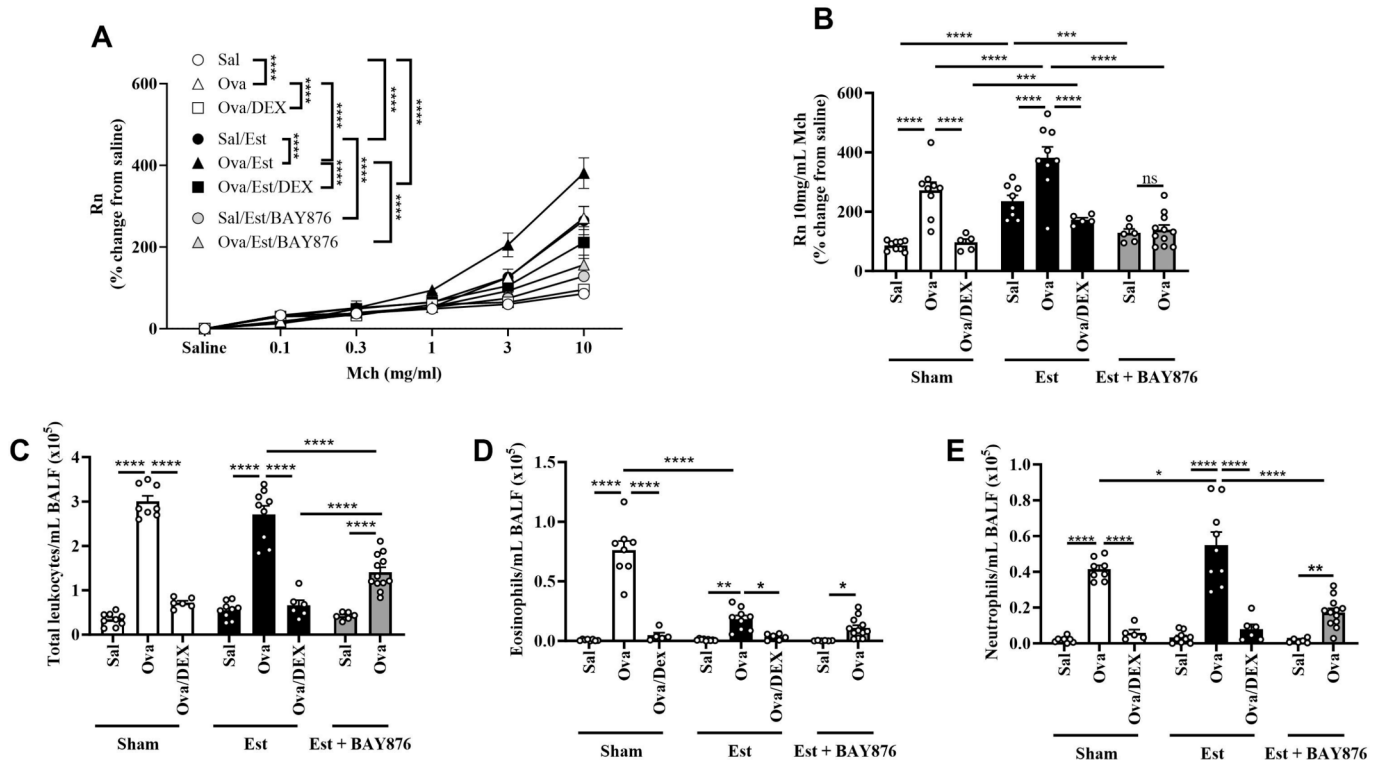 A
Rn
(% change from saline)
600
400
200
0
Sal
Ova
Ova/DEX
Sal/Est
Ova/Est
Ova/Est/DEX
Sal/Est/BAY876
Ova/Est/BAY876
****
****
****
****
****
****
****
****
****
Saline 0.1 0.3 1 3 10
Mch (mg/ml)
B
Rn 10mg/mL Mch
(% change from saline)
600
400
200
0
**** ***
**** ****
***
**** **** **** ****
ns
Sal Ova Ova/DEX Sal Ova Ova/DEX Sal Ova
Sham Est Est + BAY876
C
Total leukocytes/mL BALF (x10⁵)
4
3
2
1
0
****
**** **** **** ****
****
****
Sal Ova Ova/DEX Sal Ova Ova/DEX Sal Ova
Sham Est Est + BAY876
D
Eosinophils/mL BALF (x10⁵)
1.5
1.0
0.5
0.0
****
**** ****
** * *
Sal Ova Ova/Dex Sal Ova Ova/DEX Sal Ova
Sham Est Est + BAY876
E
Neutrophils/mL BALF (x10⁵)
1.0
0.8
0.6
0.4
0.2
0.0
**** ****
* ****
**** ****
**
Sal Ova Ova/DEX Sal Ova Ova/DEX Sal Ova
Sham Est Est + BAY876